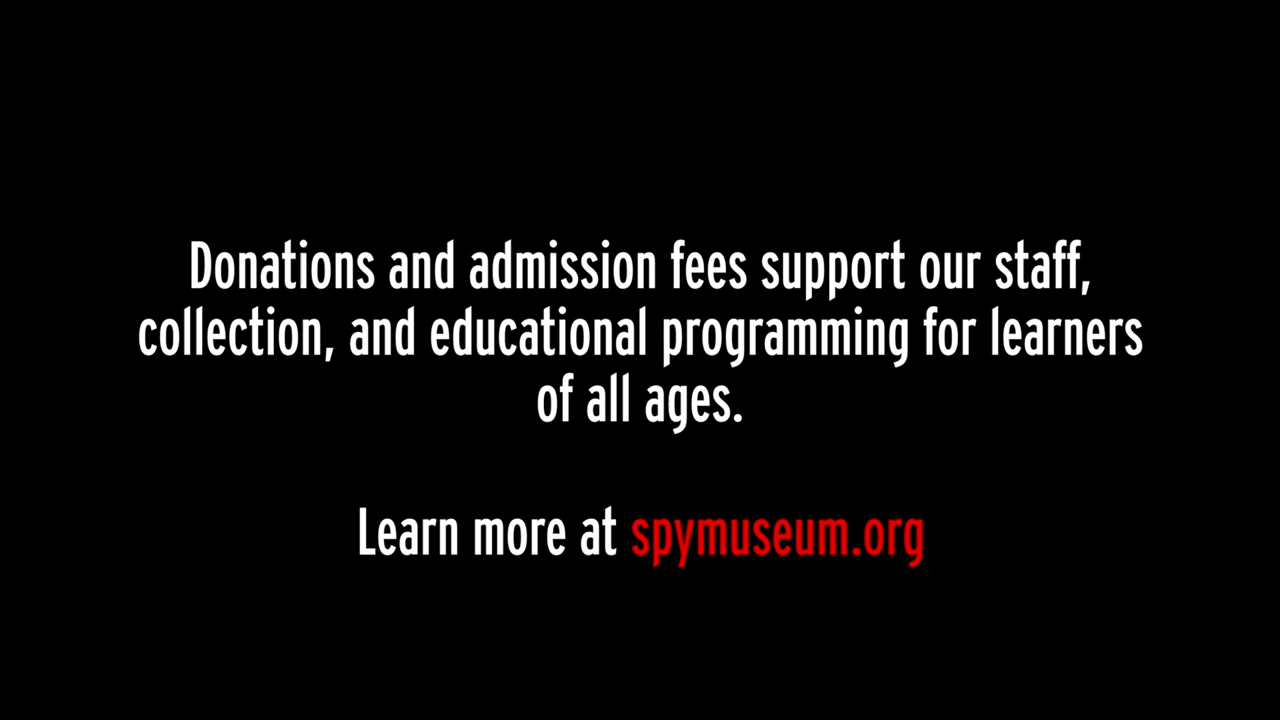 Donations and admission fees support our staff,
collection, and educational programming for learners
of all ages.
Learn more at spymuseum.org